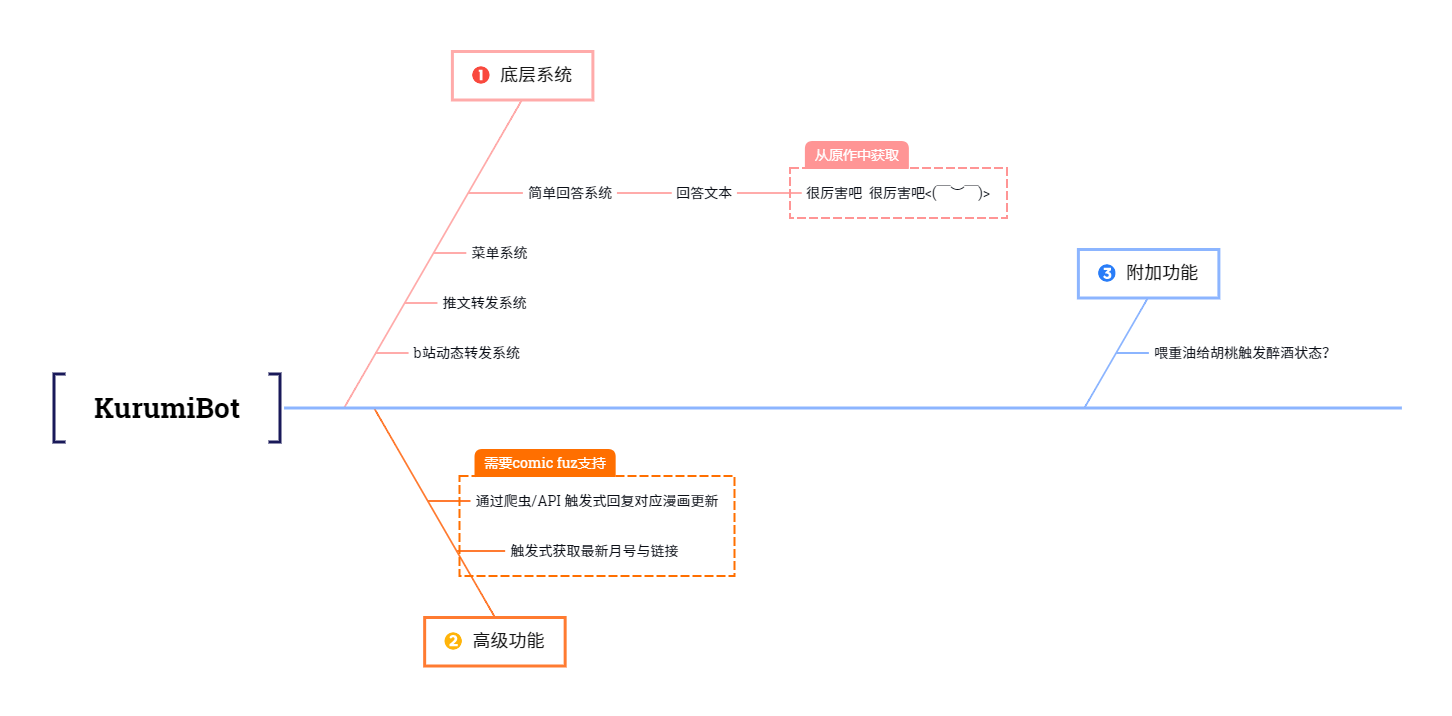 KurumiBot
1 底层系统
简单回答系统
回答文本
从原作中获取
很厉害吧 很厉害吧<(￣︶￣)>
菜单系统
推文转发系统
b站动态转发系统
2 高级功能
需要comic fuz支持
通过爬虫/API 触发式回复对应漫画更新
触发式获取最新月号与链接
3 附加功能
喂重油给胡桃触发醉酒状态?